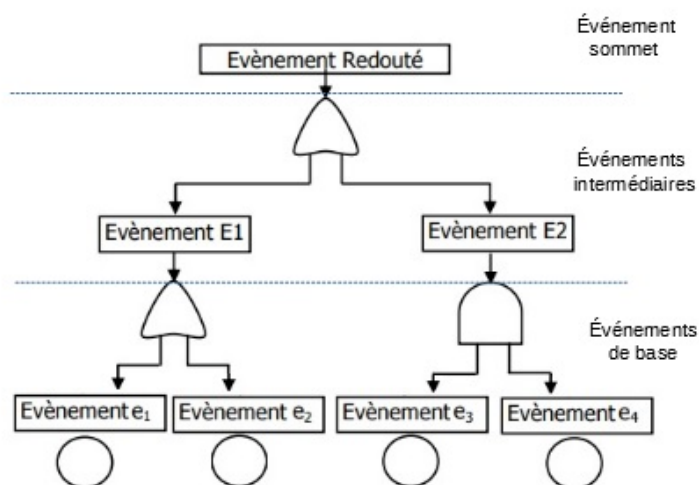 Événement
sommet
Evènement Redouté
Événements
intermédiaires
Evènement E1
Evènement E2
Événements
de base
Evènement e₁
Evènement e₂
Evènement e₃
Evènement e₄